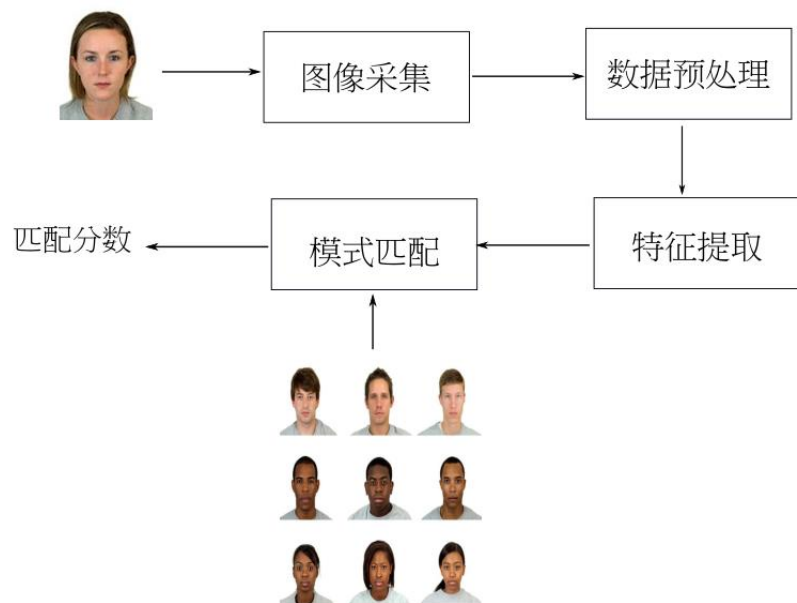 图像采集
数据预处理
匹配分数
模式匹配
特征提取